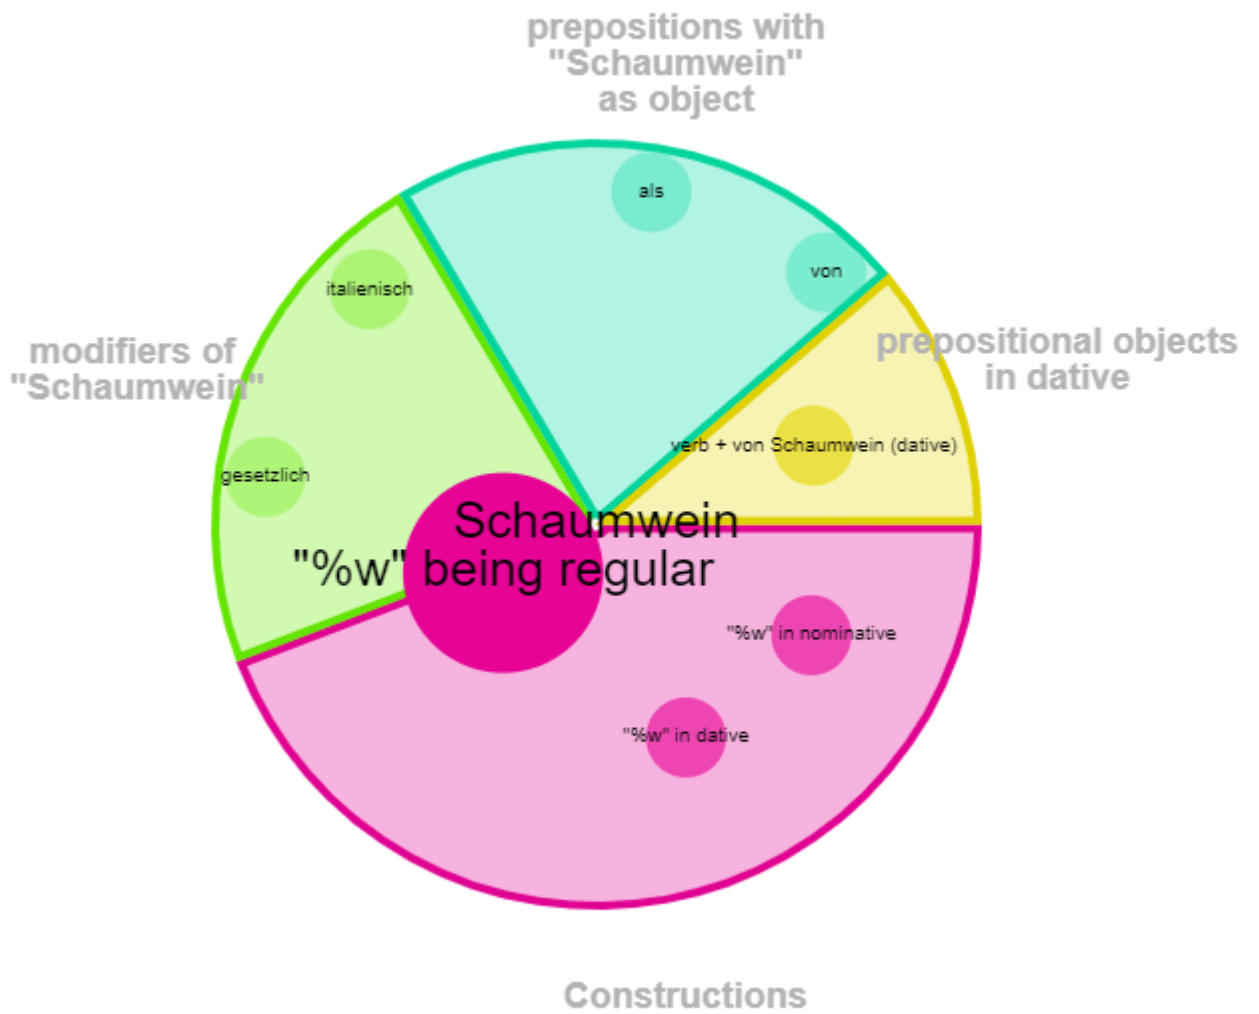 prepositions with
"Schaumwein"
as object
als
von
italienisch
modifiers of
"Schaumwein"
prepositional objects
in dative
verb + von Schaumwein (dative)
gesetzlich
Schaumwein
"%w" being regular
"%w" in nominative
"%w" in dative
Constructions